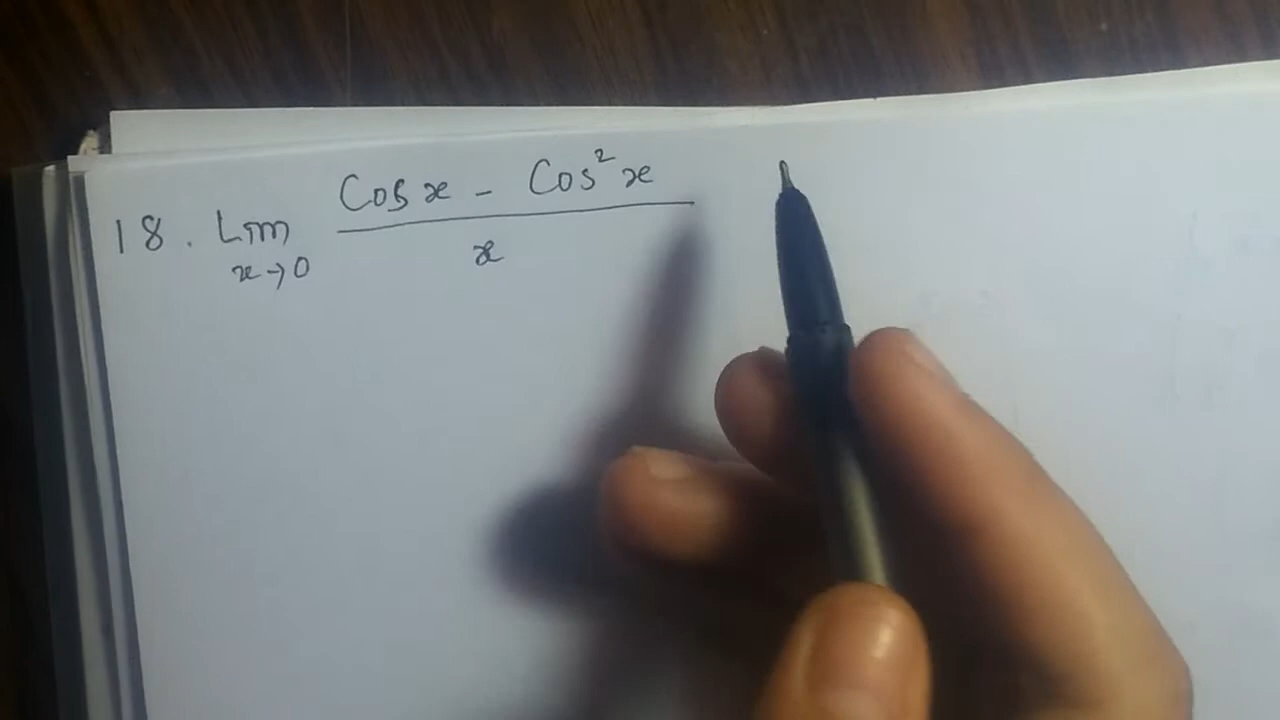 18. Lim x→0 (Cos x - Cos² x) / x